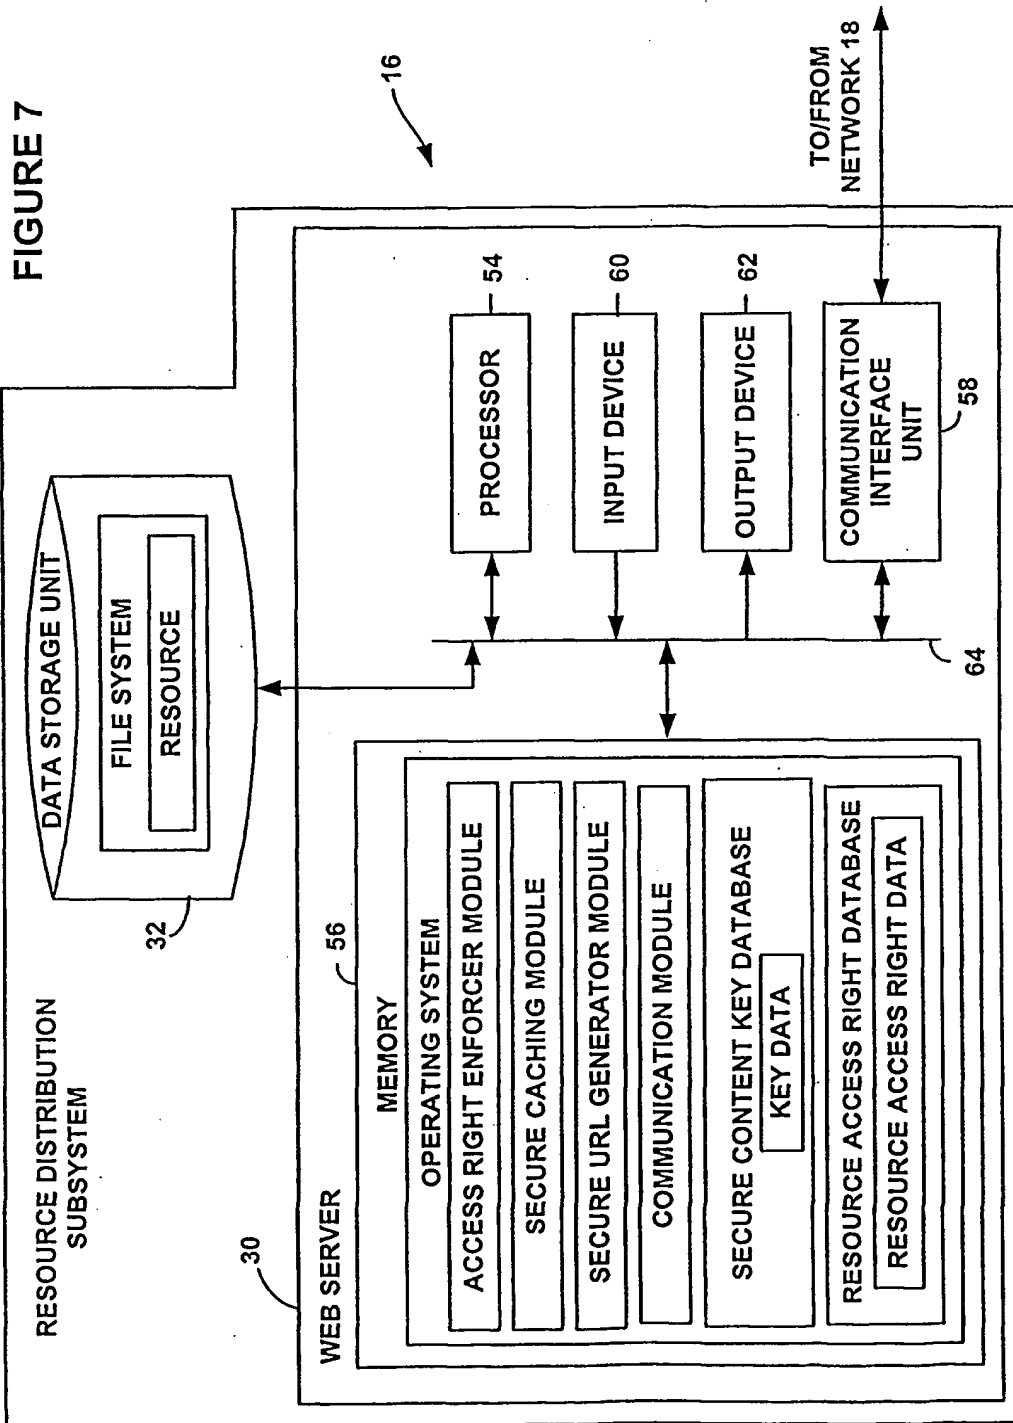 FIGURE 7
RESOURCE DISTRIBUTION
SUBSYSTEM
DATA STORAGE UNIT
FILE SYSTEM
RESOURCE
32
16
30
WEB SERVER
56
MEMORY
OPERATING SYSTEM
ACCESS RIGHT ENFORCER MODULE
SECURE CACHING MODULE
SECURE URL GENERATOR MODULE
COMMUNICATION MODULE
SECURE CONTENT KEY DATABASE
KEY DATA
RESOURCE ACCESS RIGHT DATABASE
RESOURCE ACCESS RIGHT DATA
PROCESSOR
54
INPUT DEVICE
60
OUTPUT DEVICE
62
COMMUNICATION
INTERFACE
UNIT
58
64
TO/FROM
NETWORK 18